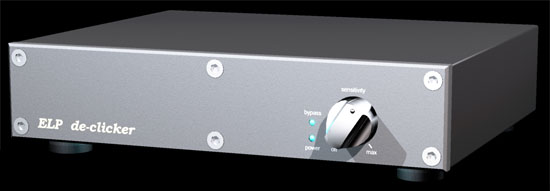 sensitivity
bypass
ELP de-clicker
power
on
max